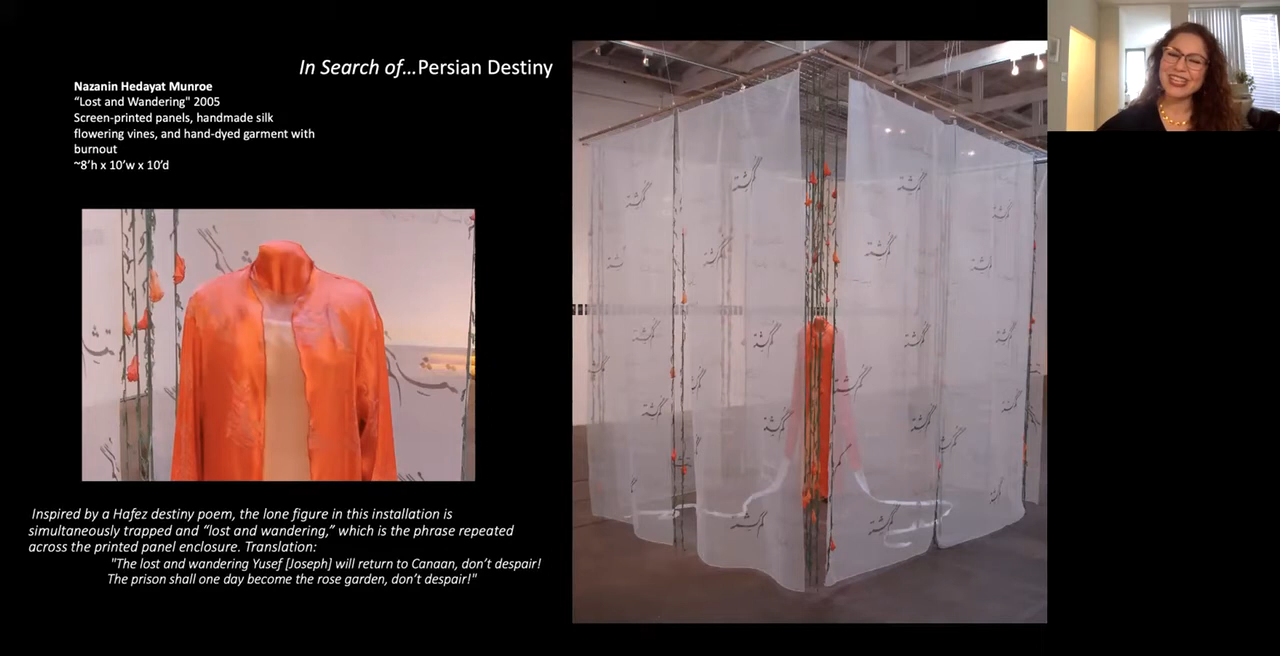 In Search of…Persian Destiny
Nazanin Hedayat Munroe
“Lost and Wandering" 2005
Screen-printed panels, handmade silk
flowering vines, and hand-dyed garment with
burnout
~8’h x 10’w x 10’d
Inspired by a Hafez destiny poem, the lone figure in this installation is
simultaneously trapped and “lost and wandering,” which is the phrase repeated
across the printed panel enclosure. Translation:
"The lost and wandering Yusef [Joseph] will return to Canaan, don’t despair!
The prison shall one day become the rose garden, don’t despair!"
گمگشته